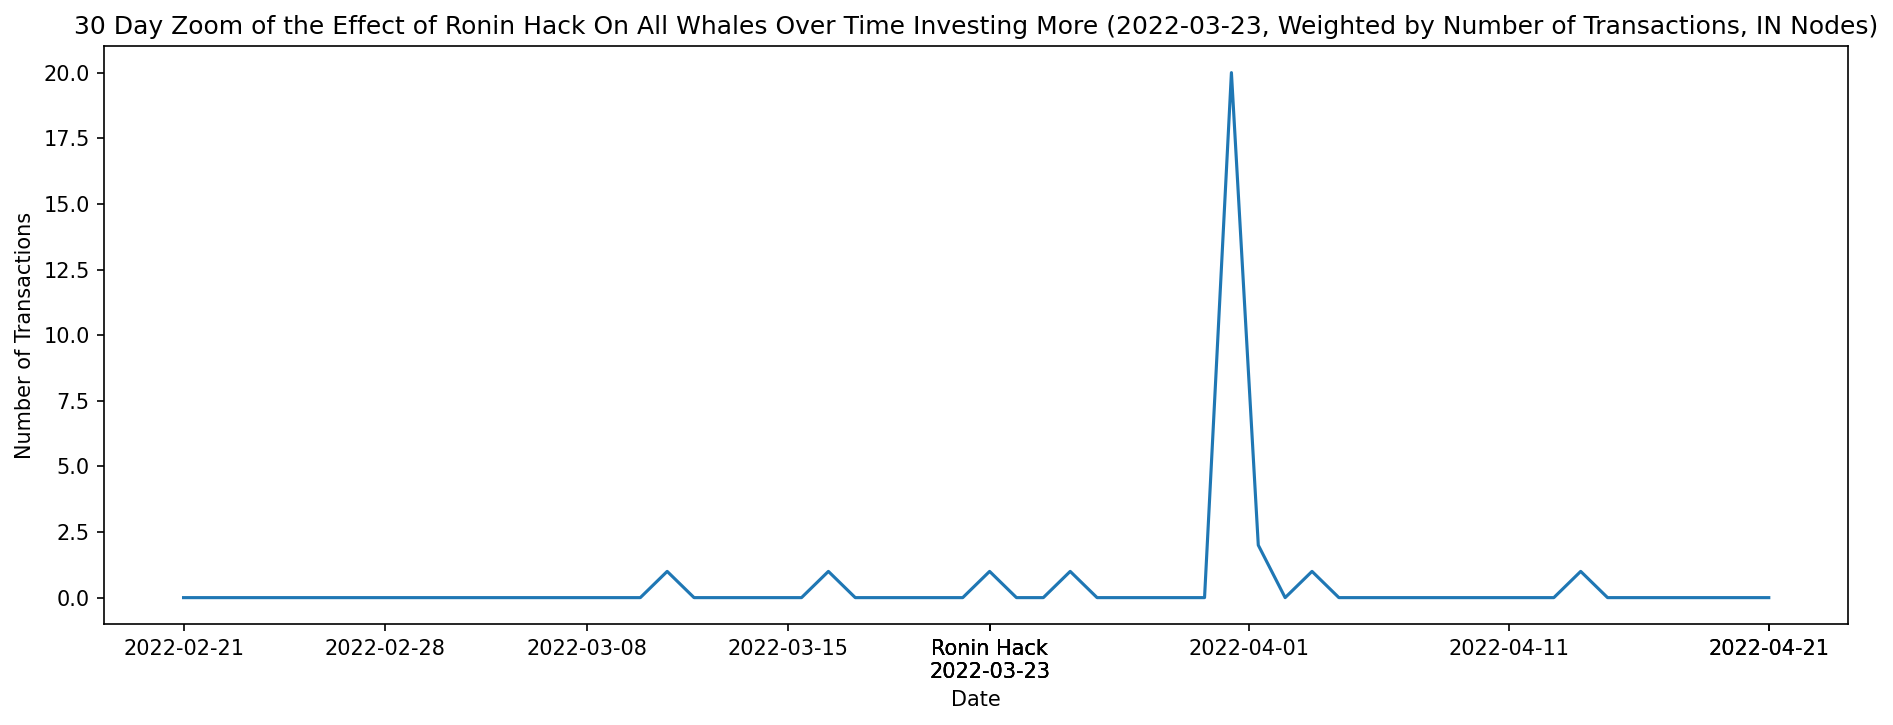 30 Day Zoom of the Effect of Ronin Hack On All Whales Over Time Investing More (2022-03-23, Weighted by Number of Transactions, IN Nodes)
20.0
17.5
15.0
12.5
10.0
7.5
5.0
2.5
0.0
Number of Transactions
2022-02-21 2022-02-28 2022-03-08 2022-03-15 Ronin Hack 2022-04-01 2022-04-11 2022-04-21
2022-03-23
Date